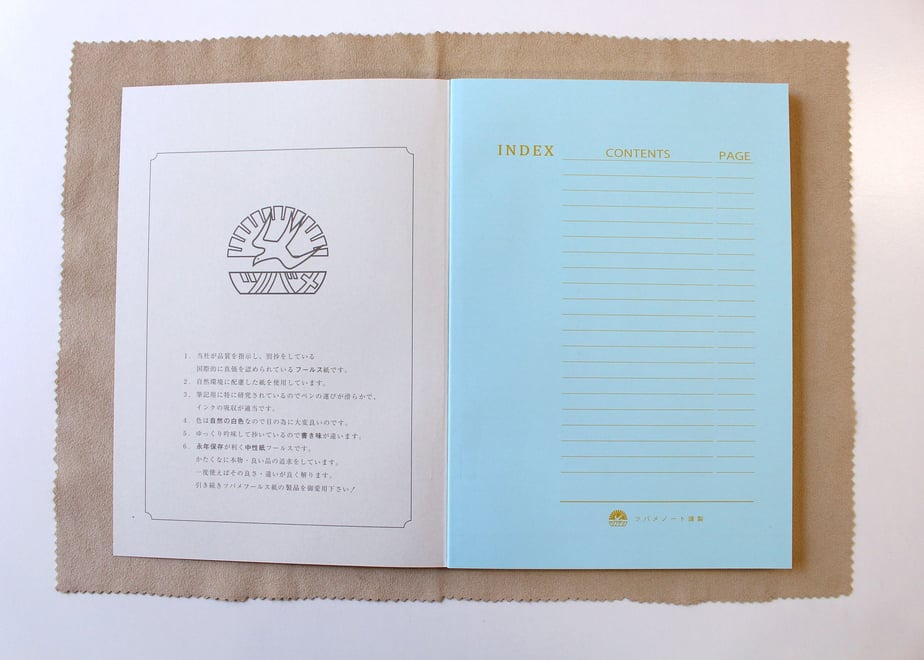 ツバメ
1. 当社が品質を指示し、別抄をしている
国際的に真価を認められているフールス紙です。
2. 自然環境に配慮した紙を使用しています。
3. 筆記用に特に研究されているのでペンの運びが滑らかで、
インクの吸収が適当です。
4. 色は自然の白色なので目の為に大変良いのです。
5. ゆっくり吟味して抄いているので書き味が違います。
6. 永年保存が利く中性紙フールスです。
かたくなに本物・良い品の追求をしています。
一度使えばその良さ・違いが良く解ります。
引き続きツバメフールス紙の製品を御愛用下さい!
INDEX CONTENTS PAGE
ツバメノート謹製